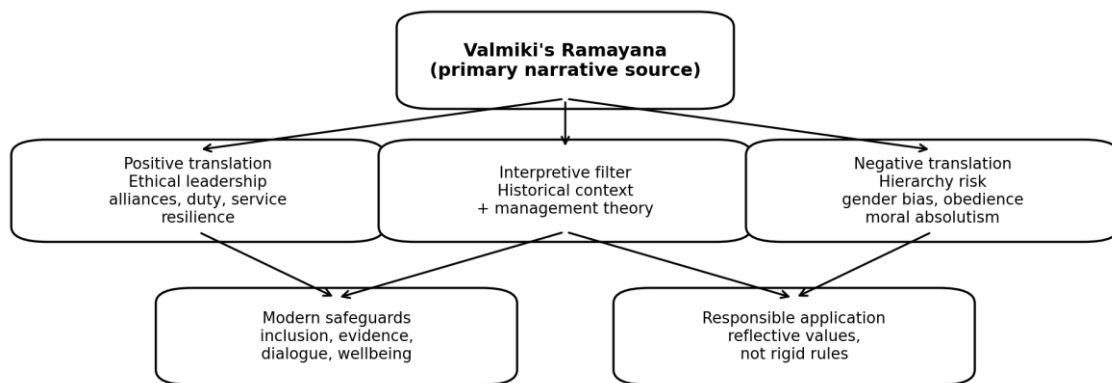 Valmiki's Ramayana
(primary narrative source)
Positive translation
Ethical leadership
alliances, duty, service
resilience
Interpretive filter
Historical context
+ management theory
Negative translation
Hierarchy risk
gender bias, obedience
moral absolutism
Modern safeguards
inclusion, evidence,
dialogue, wellbeing
Responsible application
reflective values,
not rigid rules